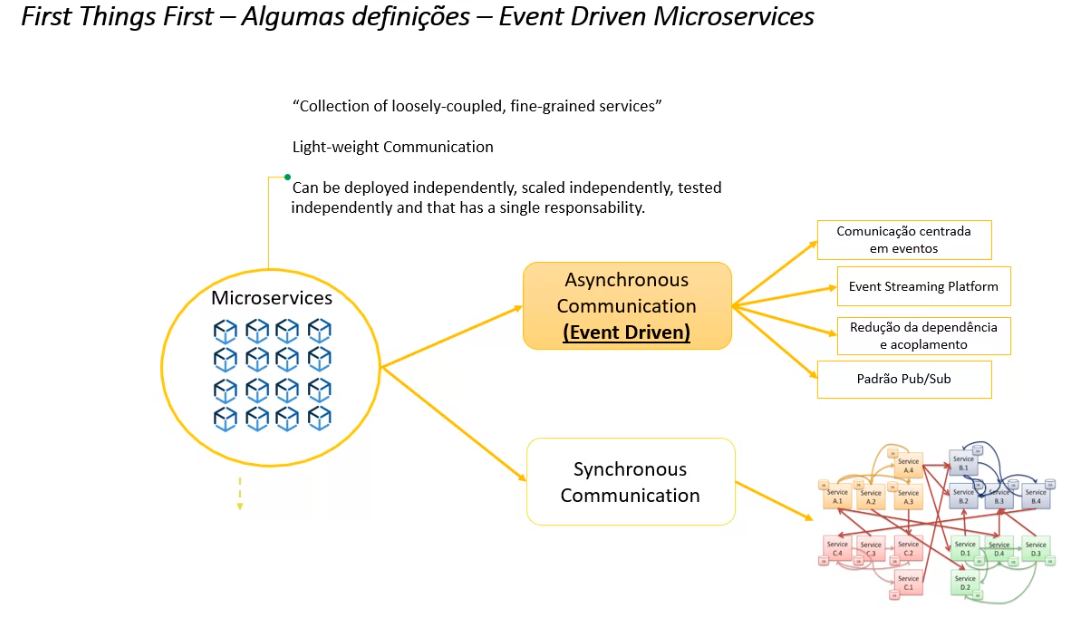 First Things First – Algumas definições – Event Driven Microservices
“Collection of loosely-coupled, fine-grained services”
Light-weight Communication
Can be deployed independently, scaled independently, tested
independently and that has a single responsability.
Microservices
Asynchronous
Communication
(Event Driven)
Comunicação centrada
em eventos
Event Streaming Platform
Redução da dependência
e acoplamento
Padrão Pub/Sub
Synchronous
Communication
Service
A.4
Service
B.1
Service
A.1
Service
A.2
Service
A.3
Service
B.2
Service
B.3
Service
B.4
Service
C.4
Service
C.3
Service
C.2
Service
D.1
Service
D.4
Service
D.3
Service
C.1
Service
D.2